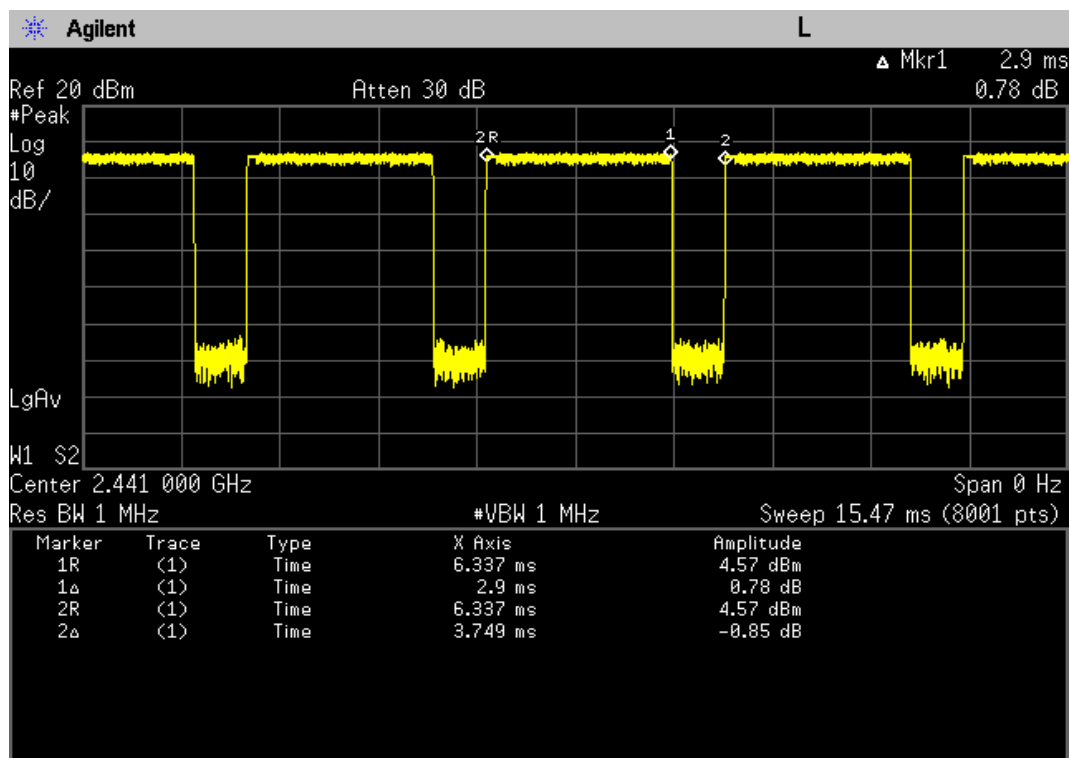 Agilent L
Δ Mkr1 2.9 ms
Ref 20 dBm Atten 30 dB 0.78 dB
#Peak
Log
10
dB/
2R 1 2
LgAv
W1 S2
Center 2.441 000 GHz Span 0 Hz
Res BW 1 MHz #VBW 1 MHz Sweep 15.47 ms (8001 pts)
Marker Trace Type X Axis Amplitude
1R (1) Time 6.337 ms 4.57 dBm
1Δ (1) Time 2.9 ms 0.78 dB
2R (1) Time 6.337 ms 4.57 dBm
2Δ (1) Time 3.749 ms -0.85 dB